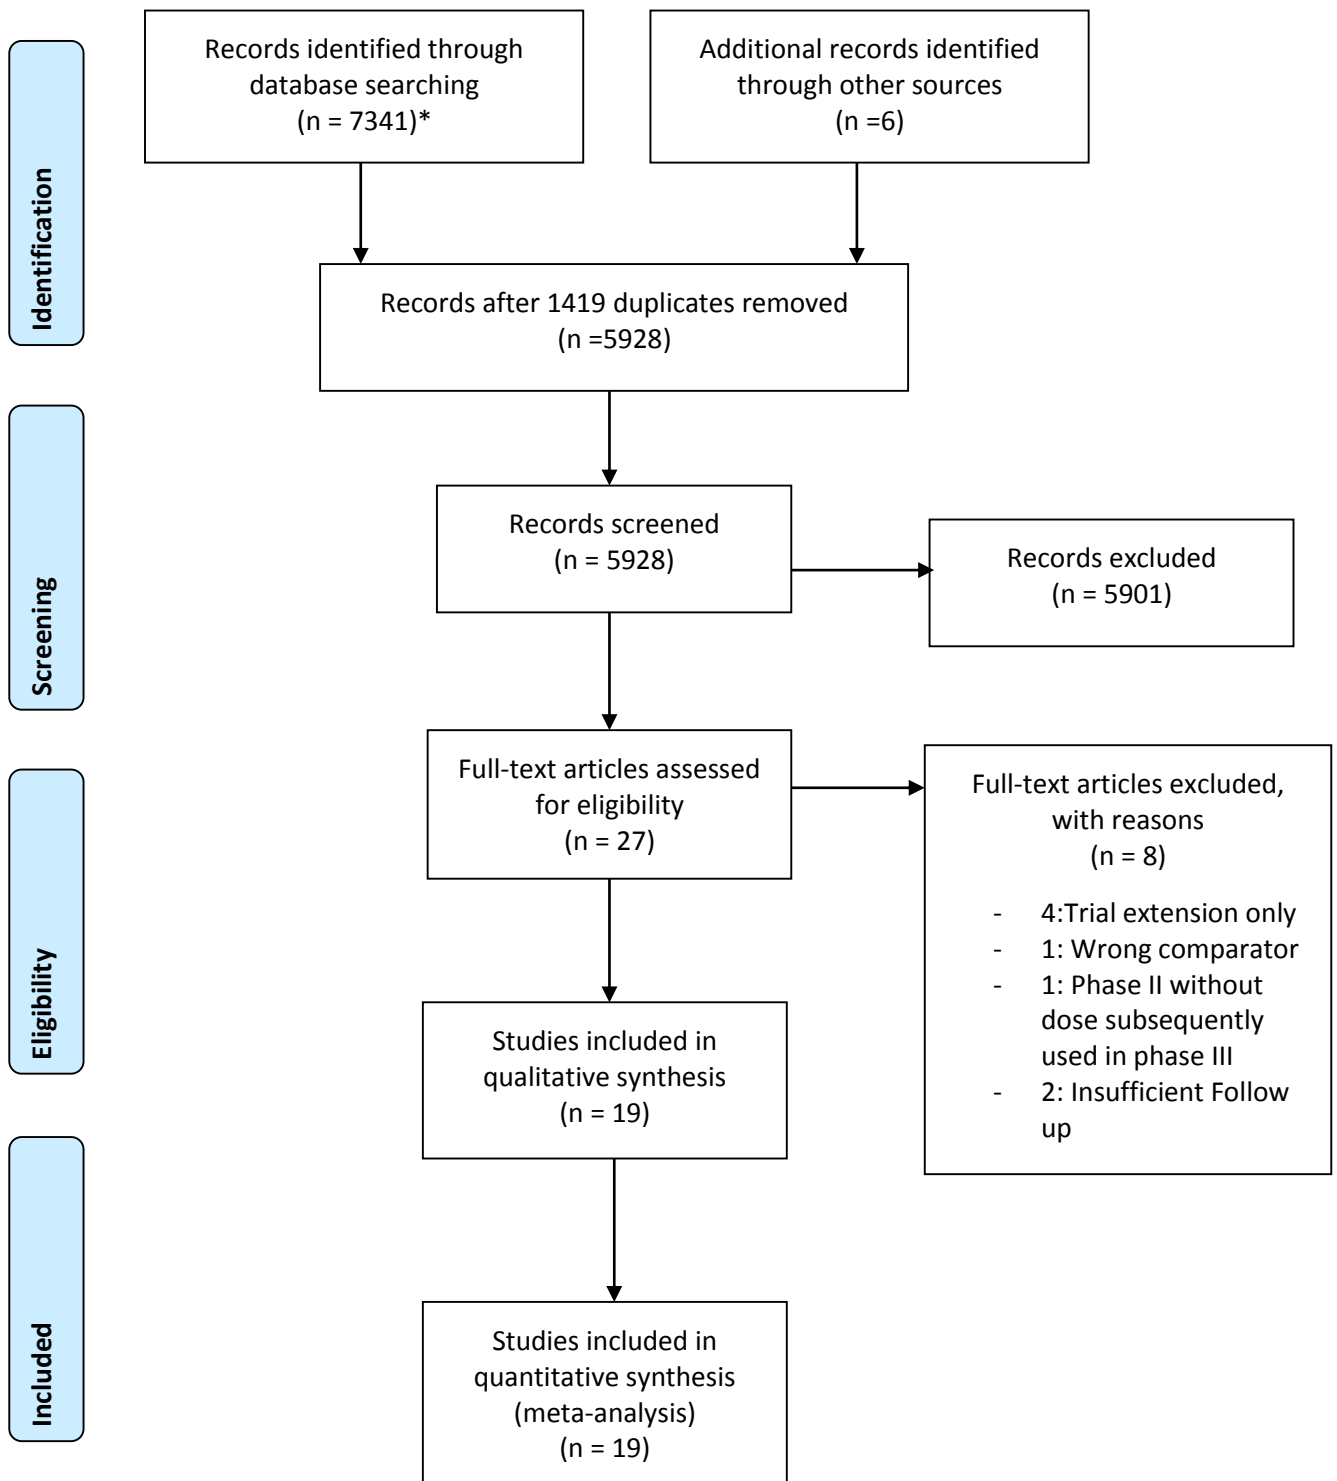 Identification
Records identified through
database searching
(n = 7341)*
Additional records identified
through other sources
(n =6)
Records after 1419 duplicates removed
(n =5928)
Screening
Records screened
(n = 5928)
Records excluded
(n = 5901)
Eligibility
Full-text articles assessed
for eligibility
(n = 27)
Full-text articles excluded,
with reasons
(n = 8)
- 4:Trial extension only
- 1: Wrong comparator
- 1: Phase II without
dose subsequently
used in phase III
- 2: Insufficient Follow
up
Studies included in
qualitative synthesis
(n = 19)
Included
Studies included in
quantitative synthesis
(meta-analysis)
(n = 19)